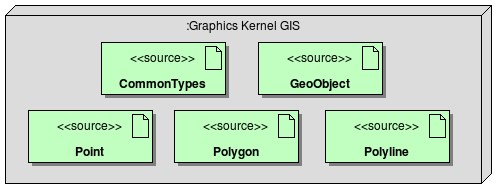 :Graphics Kernel GIS
<<source>>
CommonTypes
<<source>>
GeoObject
<<source>>
Point
<<source>>
Polygon
<<source>>
Polyline